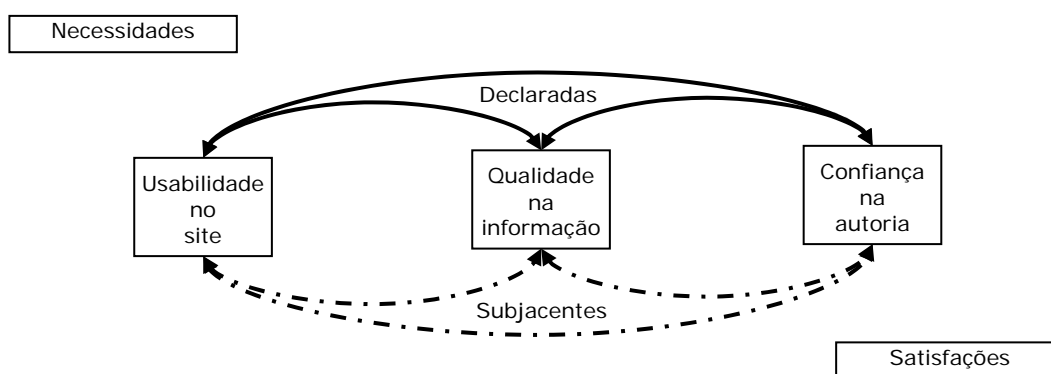 Necessidades
Declaradas
Usabilidade
no
site
Qualidade
na
informação
Confiança
na
autoria
Subjacentes
Satisfações